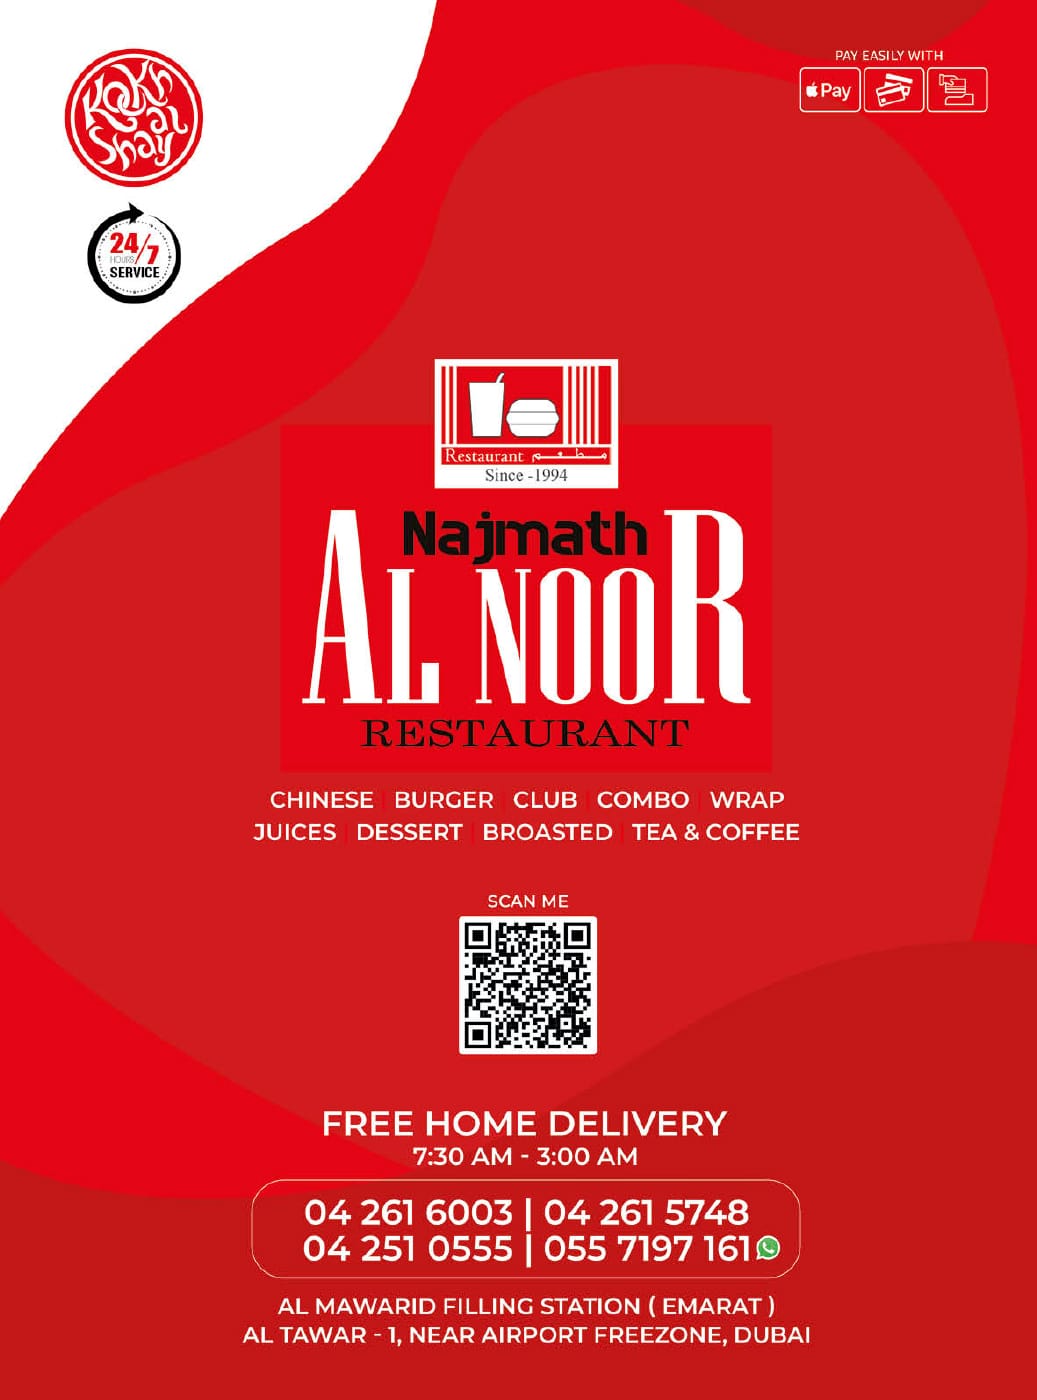 Kaakn al Shay
PAY EASILY WITH
Pay
24/7
HOURS
SERVICE
Restaurant مطعم
Since -1994
Najmath
AL NOOR
RESTAURANT
CHINESE | BURGER | CLUB | COMBO | WRAP
JUICES | DESSERT | BROASTED | TEA & COFFEE
SCAN ME
FREE HOME DELIVERY
7:30 AM - 3:00 AM
04 261 6003 | 04 261 5748
04 251 0555 | 055 7197 161
AL MAWARID FILLING STATION ( EMARAT )
AL TAWAR - 1, NEAR AIRPORT FREEZONE, DUBAI